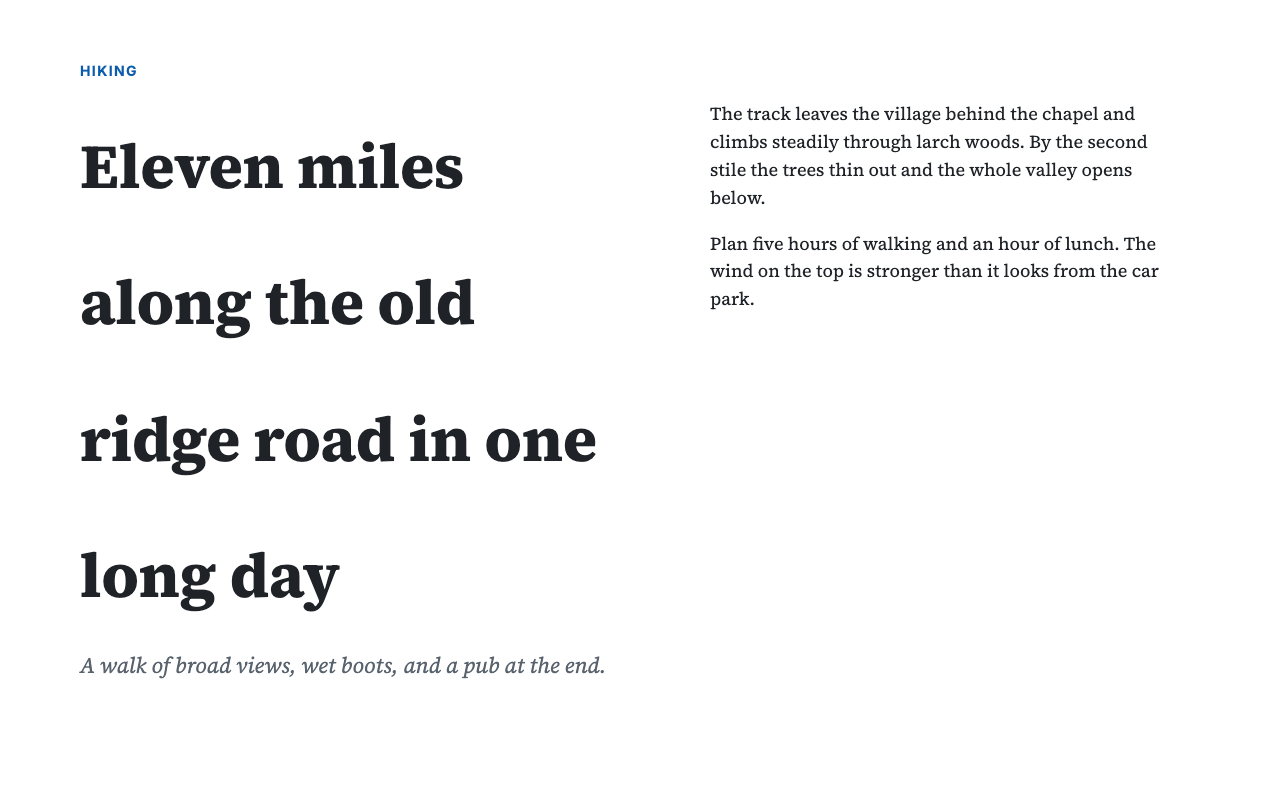 HIKING
Eleven miles
along the old
ridge road in one
long day
A walk of broad views, wet boots, and a pub at the end.
The track leaves the village behind the chapel and
climbs steadily through larch woods. By the second
stile the trees thin out and the whole valley opens
below.
Plan five hours of walking and an hour of lunch. The
wind on the top is stronger than it looks from the car
park.